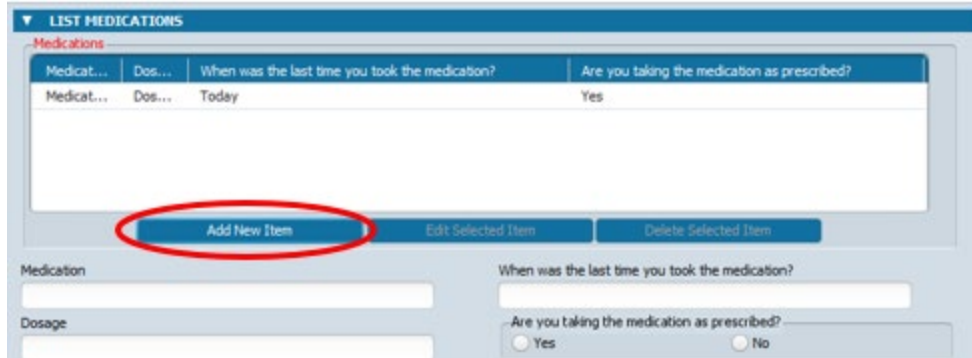 LIST MEDICATIONS
Medications
Medicat... Dos... When was the last time you took the medication? Are you taking the medication as prescribed?
Medicat... Dos... Today Yes
Add New Item Edit Selected Item Delete Selected Item
Medication When was the last time you took the medication?
Dosage Are you taking the medication as prescribed?
Yes No